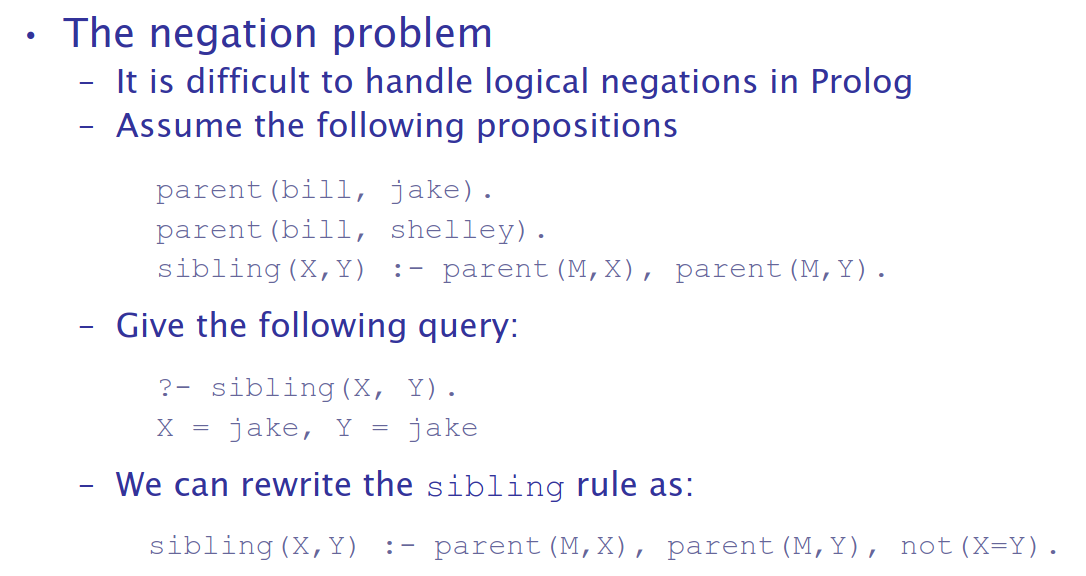 • The negation problem
– It is difficult to handle logical negations in Prolog
– Assume the following propositions
parent(bill, jake).
parent(bill, shelley).
sibling(X,Y) :- parent(M,X), parent(M,Y).
– Give the following query:
?- sibling(X, Y).
X = jake, Y = jake
– We can rewrite the sibling rule as:
sibling(X,Y) :- parent(M,X), parent(M,Y), not(X=Y).